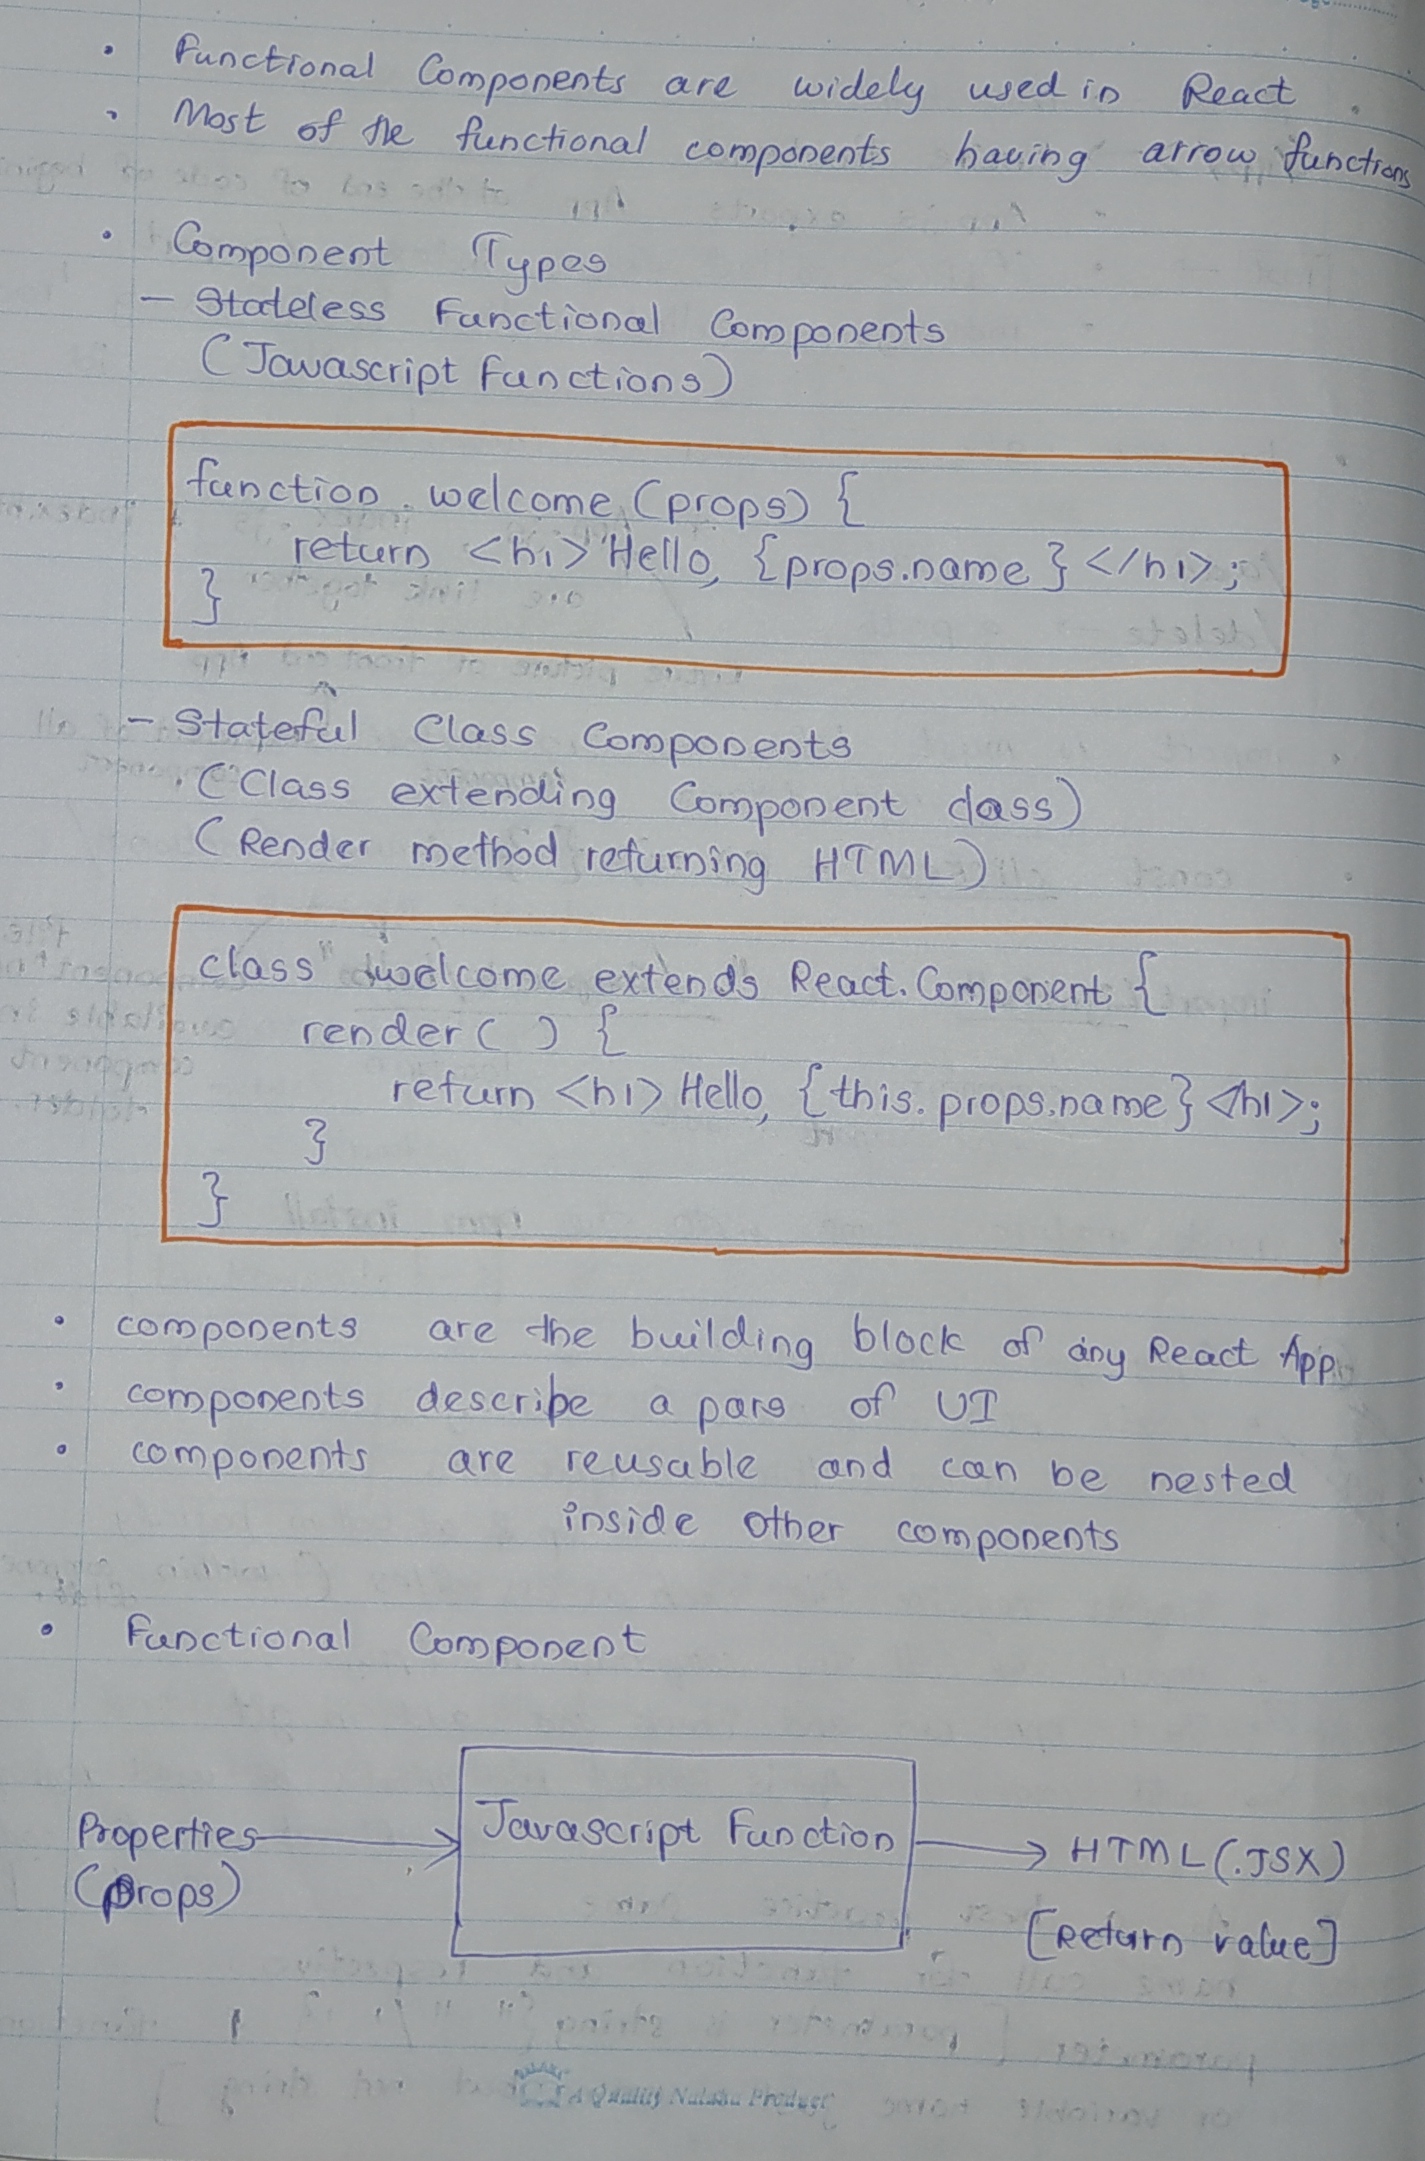 • Functional Components are widely used in React.
• Most of the functional components having arrow functions
• Component Types
– Stateless Functional Components
(Javascript functions)
function welcome (props) {
return <h1> Hello, {props.name} </h1>;
}
– Stateful Class Components
(Class extending Component class)
(Render method returning HTML)
class welcome extends React.Component {
render ( ) {
return <h1> Hello, {this.props.name} </h1>;
}
}
• components are the building block of any React App.
• components describe a pars of UI
• components are reusable and can be nested
inside other components
• Functional Component
Properties
(props)
Javascript Function
HTML (.JSX)
[Return value]
A Quality Nataraj Product